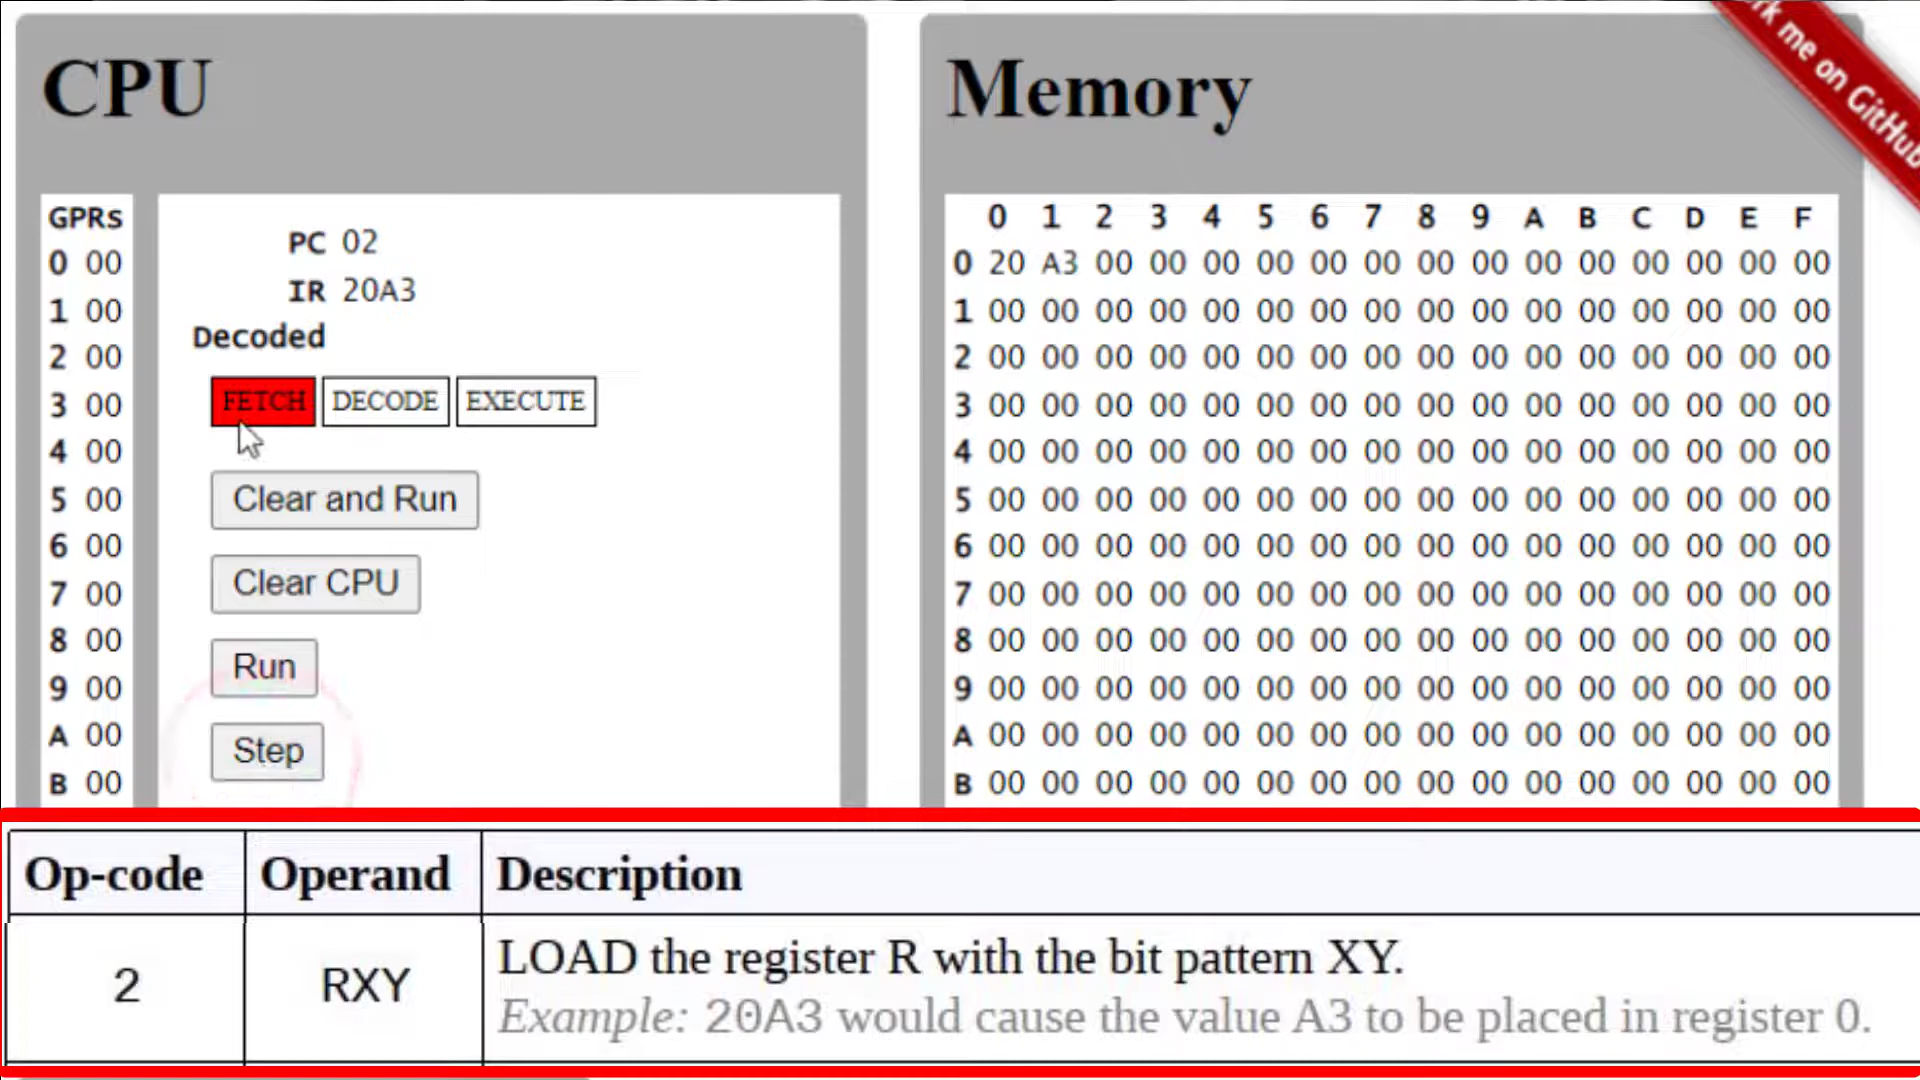 CPU
GPRs
0 00
1 00
2 00
3 00
4 00
5 00
6 00
7 00
8 00
9 00
A 00
B 00
PC 02
IR 20A3
Decoded
FETCH DECODE EXECUTE
Clear and Run
Clear CPU
Run
Step
Memory
me on GitHub
0 1 2 3 4 5 6 7 8 9 A B C D E F
0 20 A3 00 00 00 00 00 00 00 00 00 00 00 00 00 00
1 00 00 00 00 00 00 00 00 00 00 00 00 00 00 00 00
2 00 00 00 00 00 00 00 00 00 00 00 00 00 00 00 00
3 00 00 00 00 00 00 00 00 00 00 00 00 00 00 00 00
4 00 00 00 00 00 00 00 00 00 00 00 00 00 00 00 00
5 00 00 00 00 00 00 00 00 00 00 00 00 00 00 00 00
6 00 00 00 00 00 00 00 00 00 00 00 00 00 00 00 00
7 00 00 00 00 00 00 00 00 00 00 00 00 00 00 00 00
8 00 00 00 00 00 00 00 00 00 00 00 00 00 00 00 00
9 00 00 00 00 00 00 00 00 00 00 00 00 00 00 00 00
A 00 00 00 00 00 00 00 00 00 00 00 00 00 00 00 00
B 00 00 00 00 00 00 00 00 00 00 00 00 00 00 00 00
Op-code Operand Description
2 RXY LOAD the register R with the bit pattern XY.
Example: 20A3 would cause the value A3 to be placed in register 0.